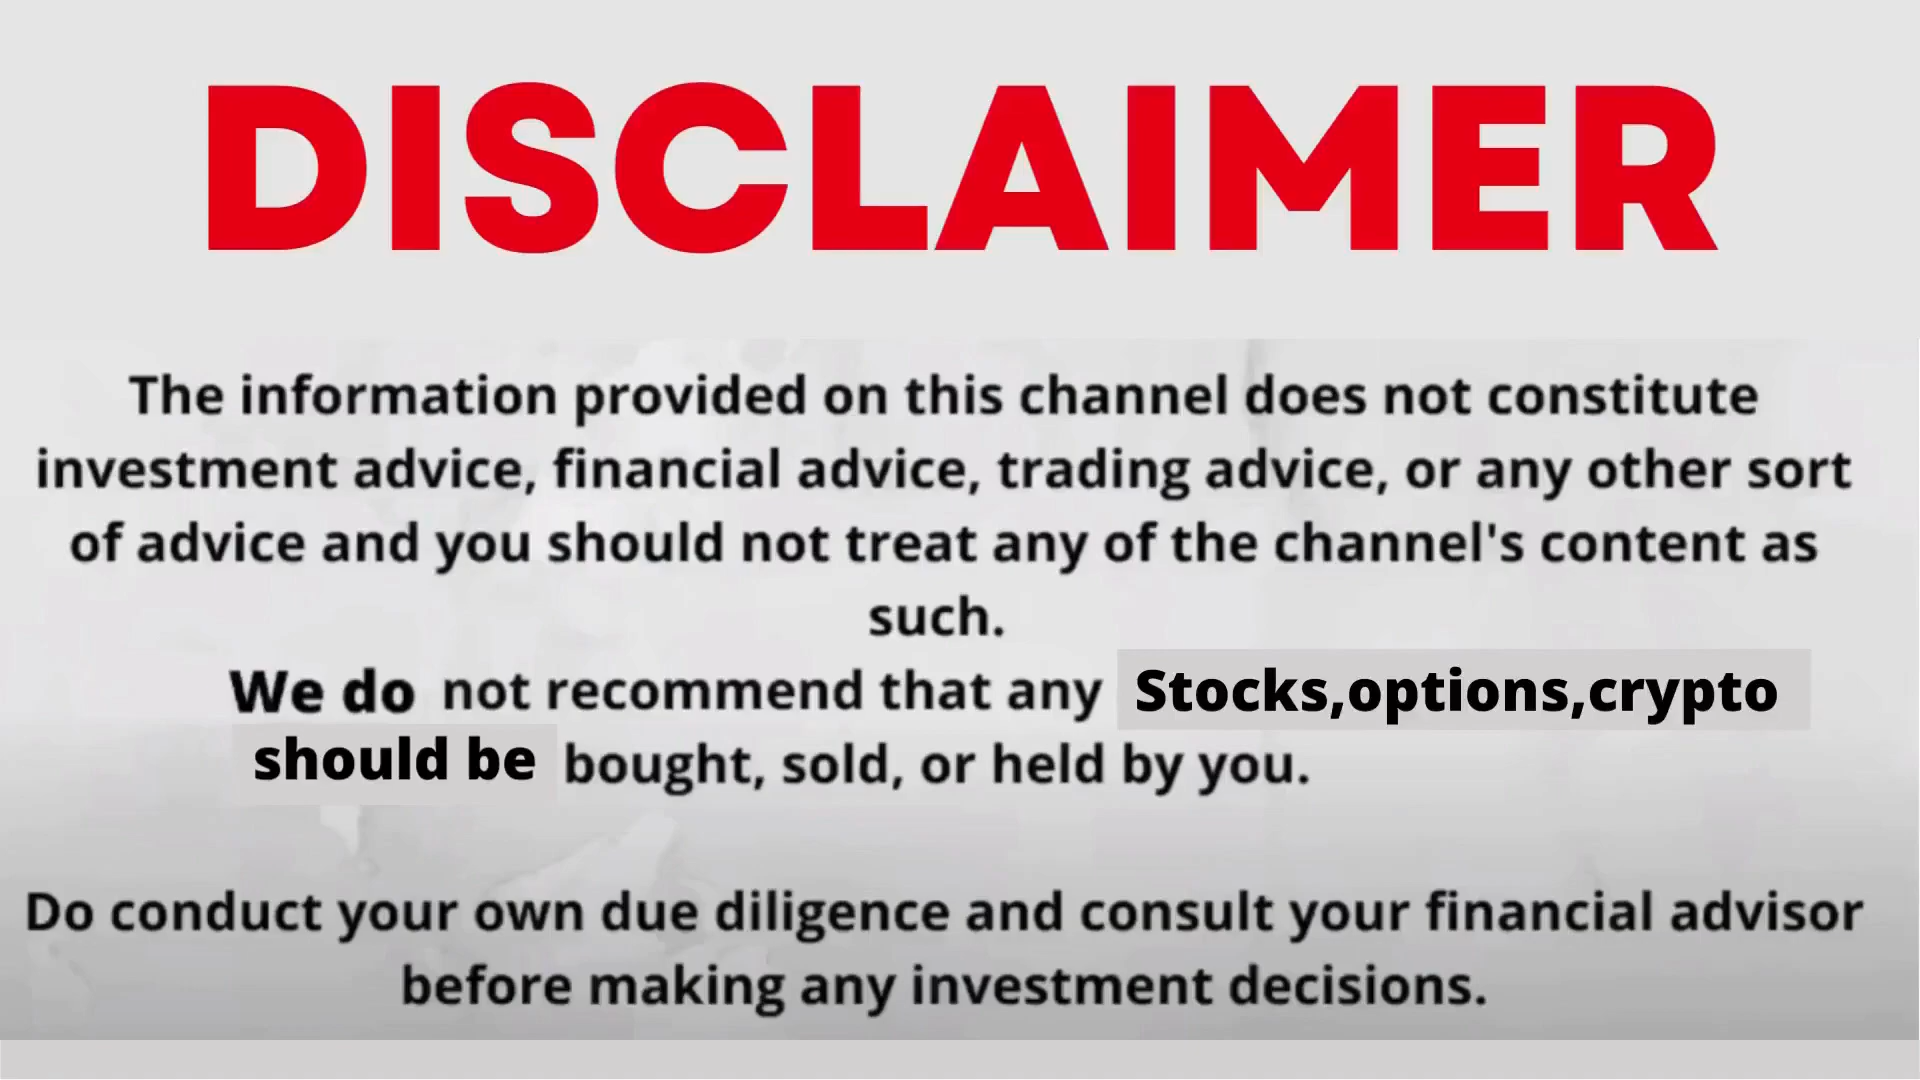 DISCLAIMER
The information provided on this channel does not constitute
investment advice, financial advice, trading advice, or any other sort
of advice and you should not treat any of the channel's content as
such.
We do not recommend that any Stocks,options,crypto
should be bought, sold, or held by you.
Do conduct your own due diligence and consult your financial advisor
before making any investment decisions.